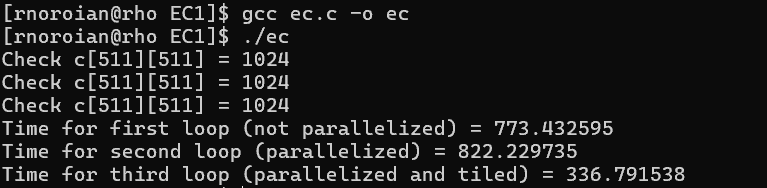 [rnoroian@rho EC1]$ gcc ec.c -o ec
[rnoroian@rho EC1]$ ./ec
Check c[511][511] = 1024
Check c[511][511] = 1024
Check c[511][511] = 1024
Time for first loop (not parallelized) = 773.432595
Time for second loop (parallelized) = 822.229735
Time for third loop (parallelized and tiled) = 336.791538